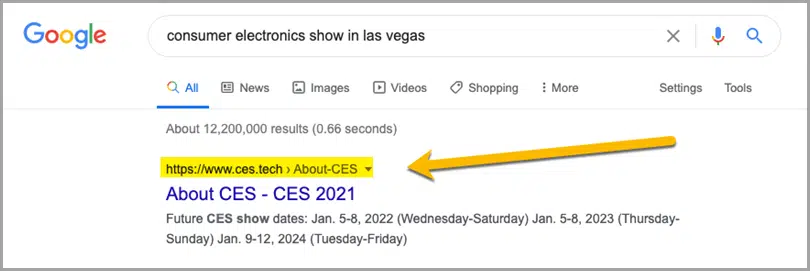 Google
consumer electronics show in las vegas
All News Images Videos Shopping More Settings Tools
About 12,200,000 results (0.66 seconds)
https://www.ces.tech › About-CES
About CES - CES 2021
Future CES show dates: Jan. 5-8, 2022 (Wednesday-Saturday) Jan. 5-8, 2023 (Thursday-
Sunday) Jan. 9-12, 2024 (Tuesday-Friday)